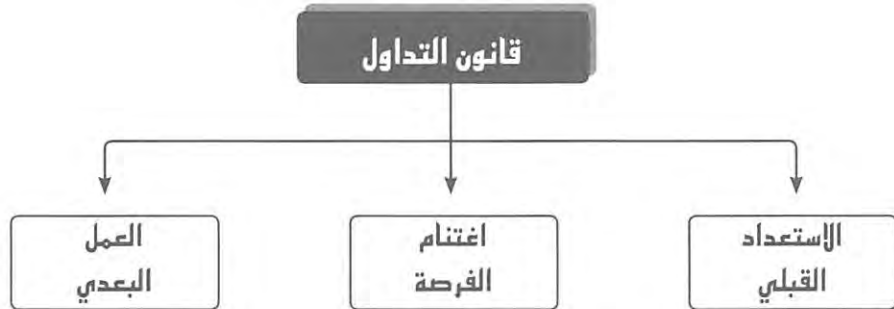 قانون التداول
الاستعداد
القبلي
اغتنام
الفرصة
العمل
البعدي